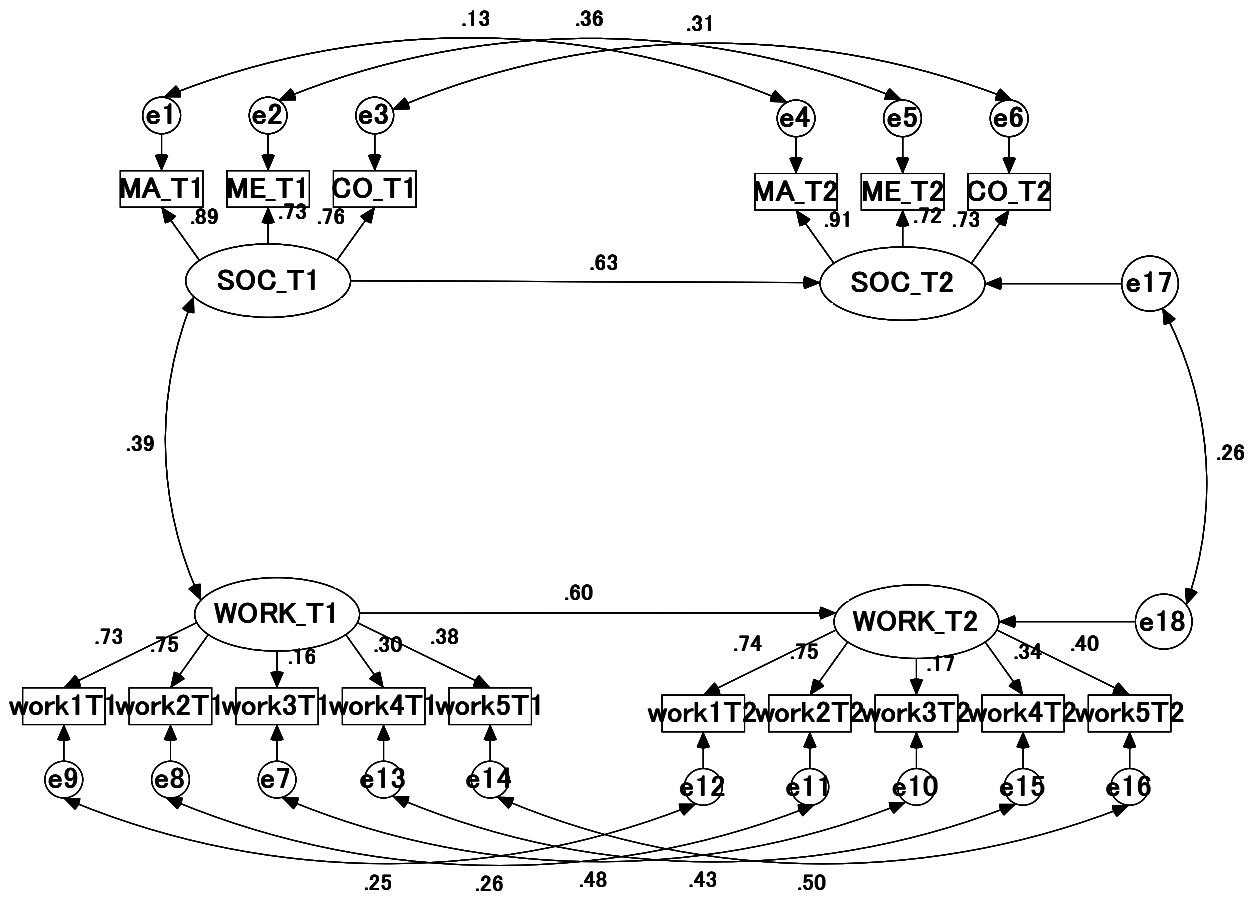 .13 .36 .31
e1 e2 e3 e4 e5 e6
MA_T1 ME_T1 CO_T1 MA_T2 ME_T2 CO_T2
.89 .73 .76 .91 .72 .73
SOC_T1 .63 SOC_T2 e17
.39 .26
WORK_T1 .60 WORK_T2 e18
.73 .75 .16 .30 .38 .74 .75 .17 .34 .40
work1T1 work2T1 work3T1 work4T1 work5T1 work1T2 work2T2 work3T2 work4T2 work5T2
e9 e8 e7 e13 e14 e12 e11 e10 e15 e16
.25 .26 .48 .43 .50